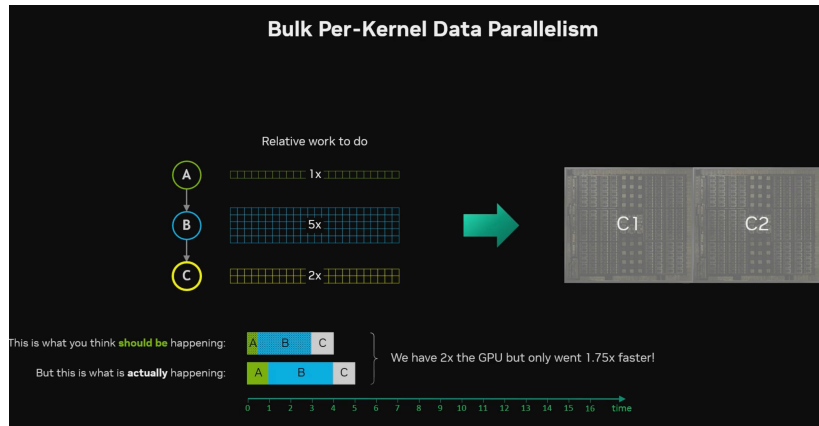 Bulk Per-Kernel Data Parallelism
Relative work to do
A
1x
B
5x
C
2x
C1
C2
This is what you think should be happening:
A B C
But this is what is actually happening:
A B C
We have 2x the GPU but only went 1.75x faster!
0 1 2 3 4 5 6 7 8 9 10 11 12 13 14 15 16 time